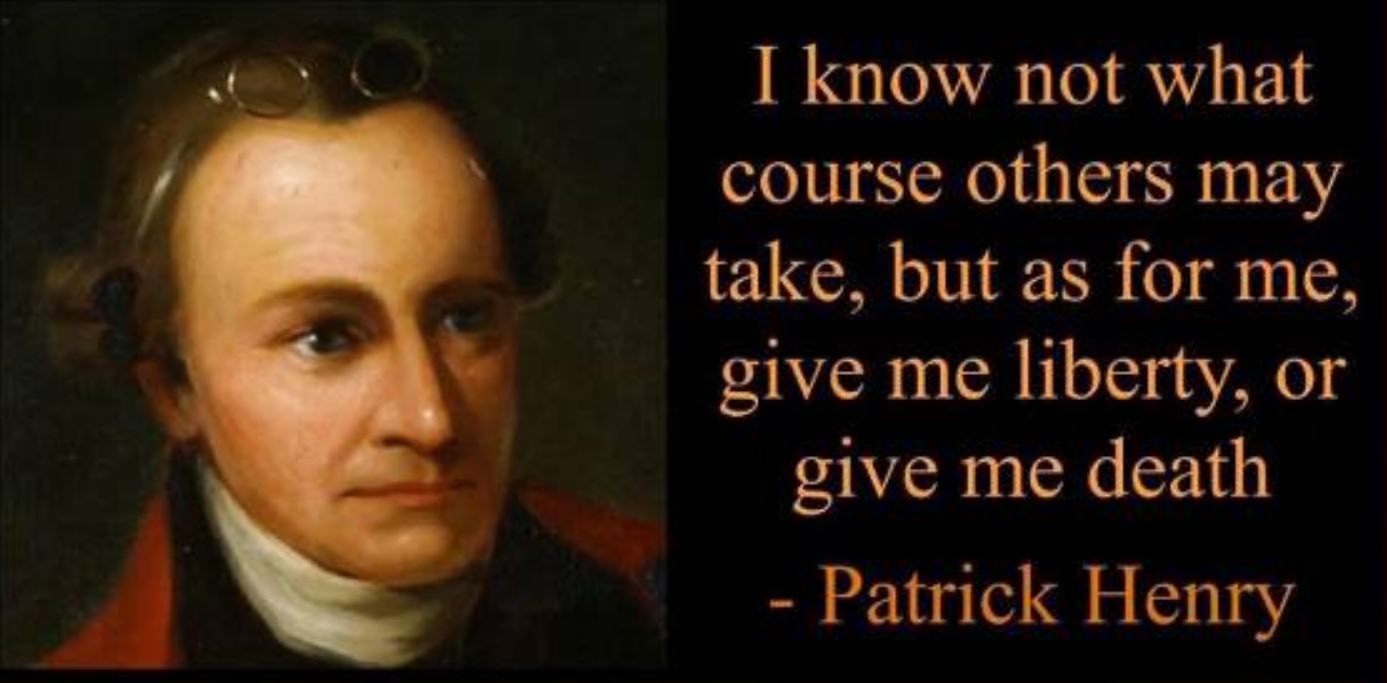 I know not what
course others may
take, but as for me,
give me liberty, or
give me death
- Patrick Henry